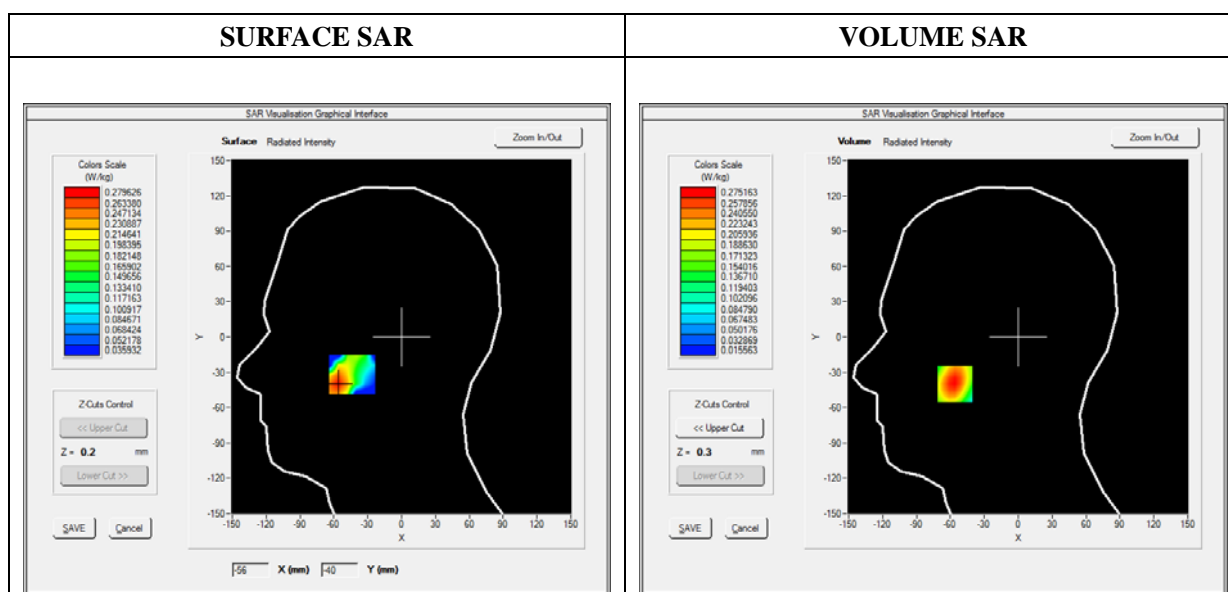 SURFACE SAR
VOLUME SAR
SAR Visualisation Graphical Interface
Surface Radiated Intensity
Zoom In/Out
Colors Scale
(W/kg)
0.279626
0.263380
0.247134
0.230887
0.214641
0.198395
0.182148
0.165902
0.149656
0.133410
0.117163
0.100917
0.084671
0.068424
0.052178
0.035932
Z-Cuts Control
<< Upper Cut
Z = 0.2 mm
Lower Cut >>
SAVE Cancel
150
120
90
60
30
0
-30
-60
-90
-120
-150
Y
-150 -120 -90 -60 -30 0 30 60 90 120 150
X
-56 X (mm) -40 Y (mm)
SAR Visualisation Graphical Interface
Volume Radiated Intensity
Zoom In/Out
Colors Scale
(W/kg)
0.275163
0.257856
0.240550
0.223243
0.205936
0.188630
0.171323
0.154016
0.136710
0.119403
0.102096
0.084790
0.067483
0.050176
0.032869
0.015563
Z-Cuts Control
<< Upper Cut
Z = 0.3 mm
Lower Cut >>
SAVE Cancel
150
120
90
60
30
0
-30
-60
-90
-120
-150
Y
-150 -120 -90 -60 -30 0 30 60 90 120 150
X